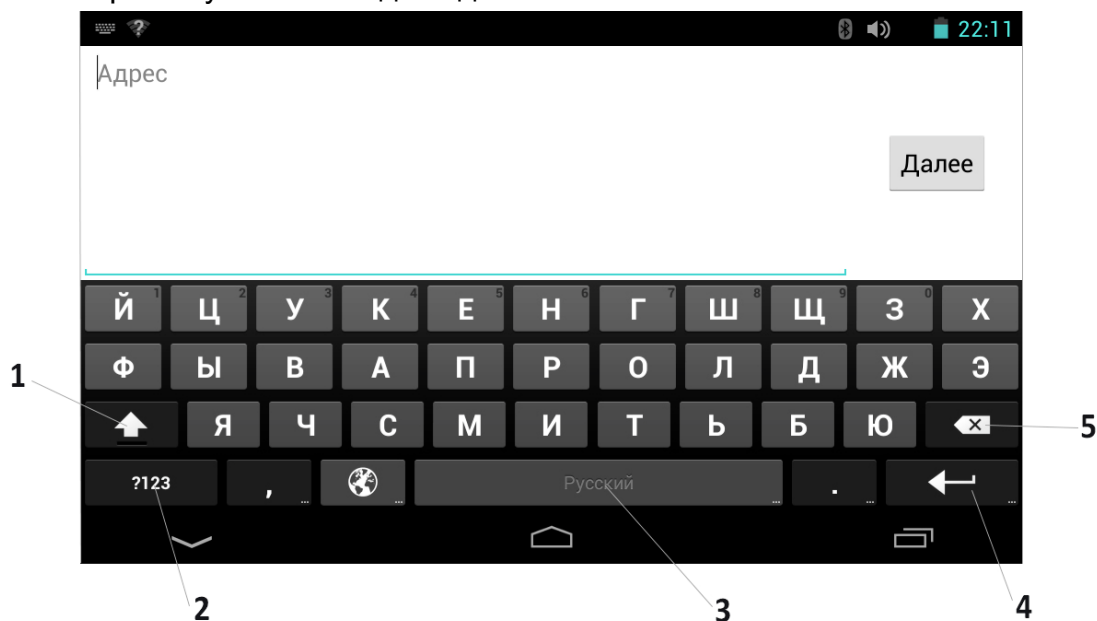 22:11
Адрес
Далее
Й 1 Ц 2 У 3 К 4 Е 5 Н 6 Г 7 Ш 8 Щ 9 З 0 Х
Ф Ы В А П Р О Л Д Ж Э
1
Я Ч С М И Т Ь Б Ю
5
?123 , ... ... Русский ... . ... ...
2
3
4